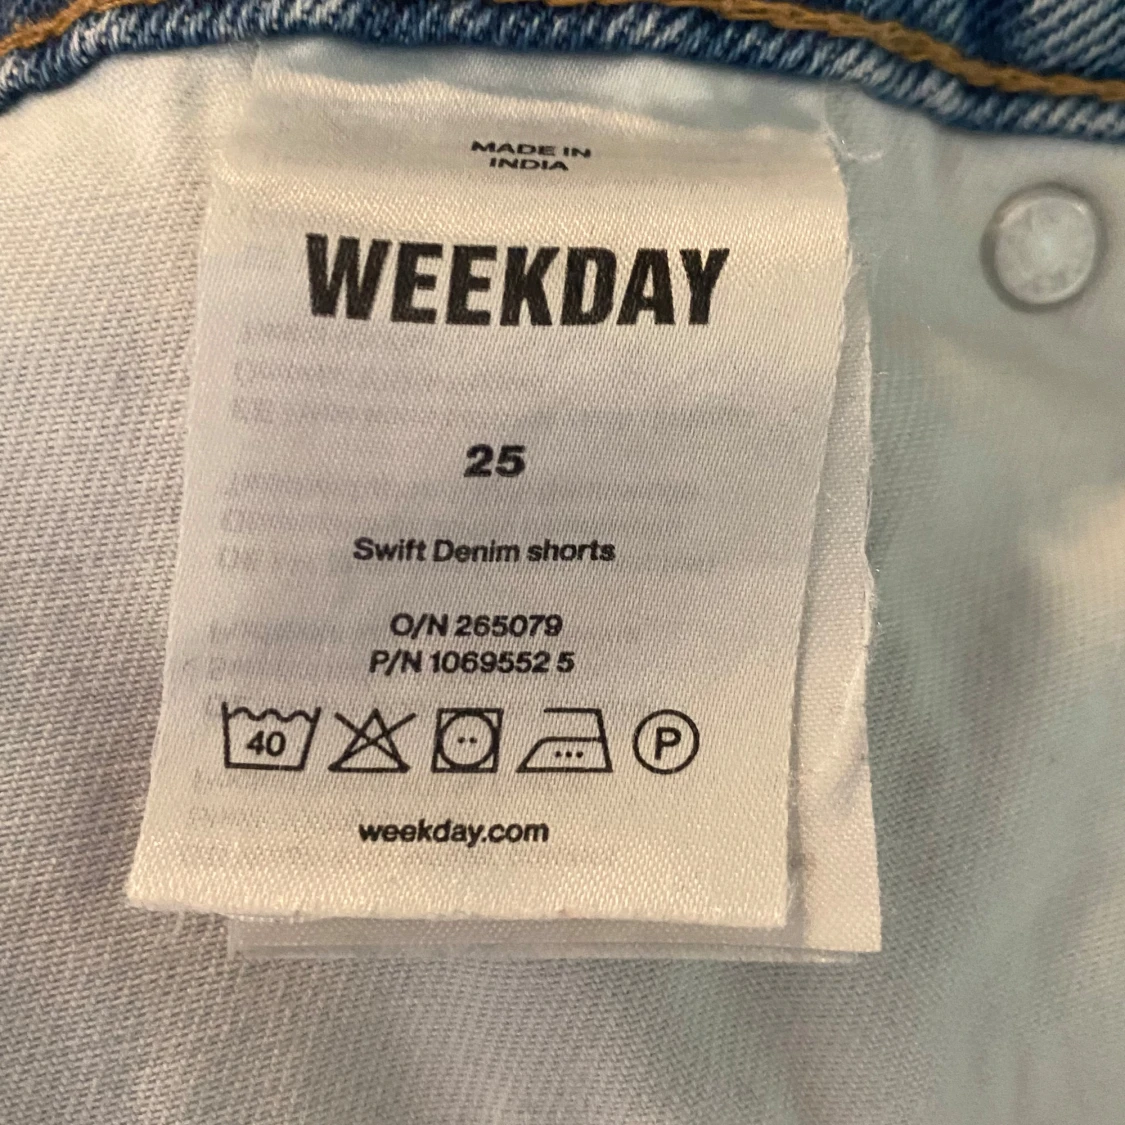 MADE IN
INDIA
WEEKDAY
25
Swift Denim shorts
O/N 265079
P/N 1069552 5
40
P
weekday.com